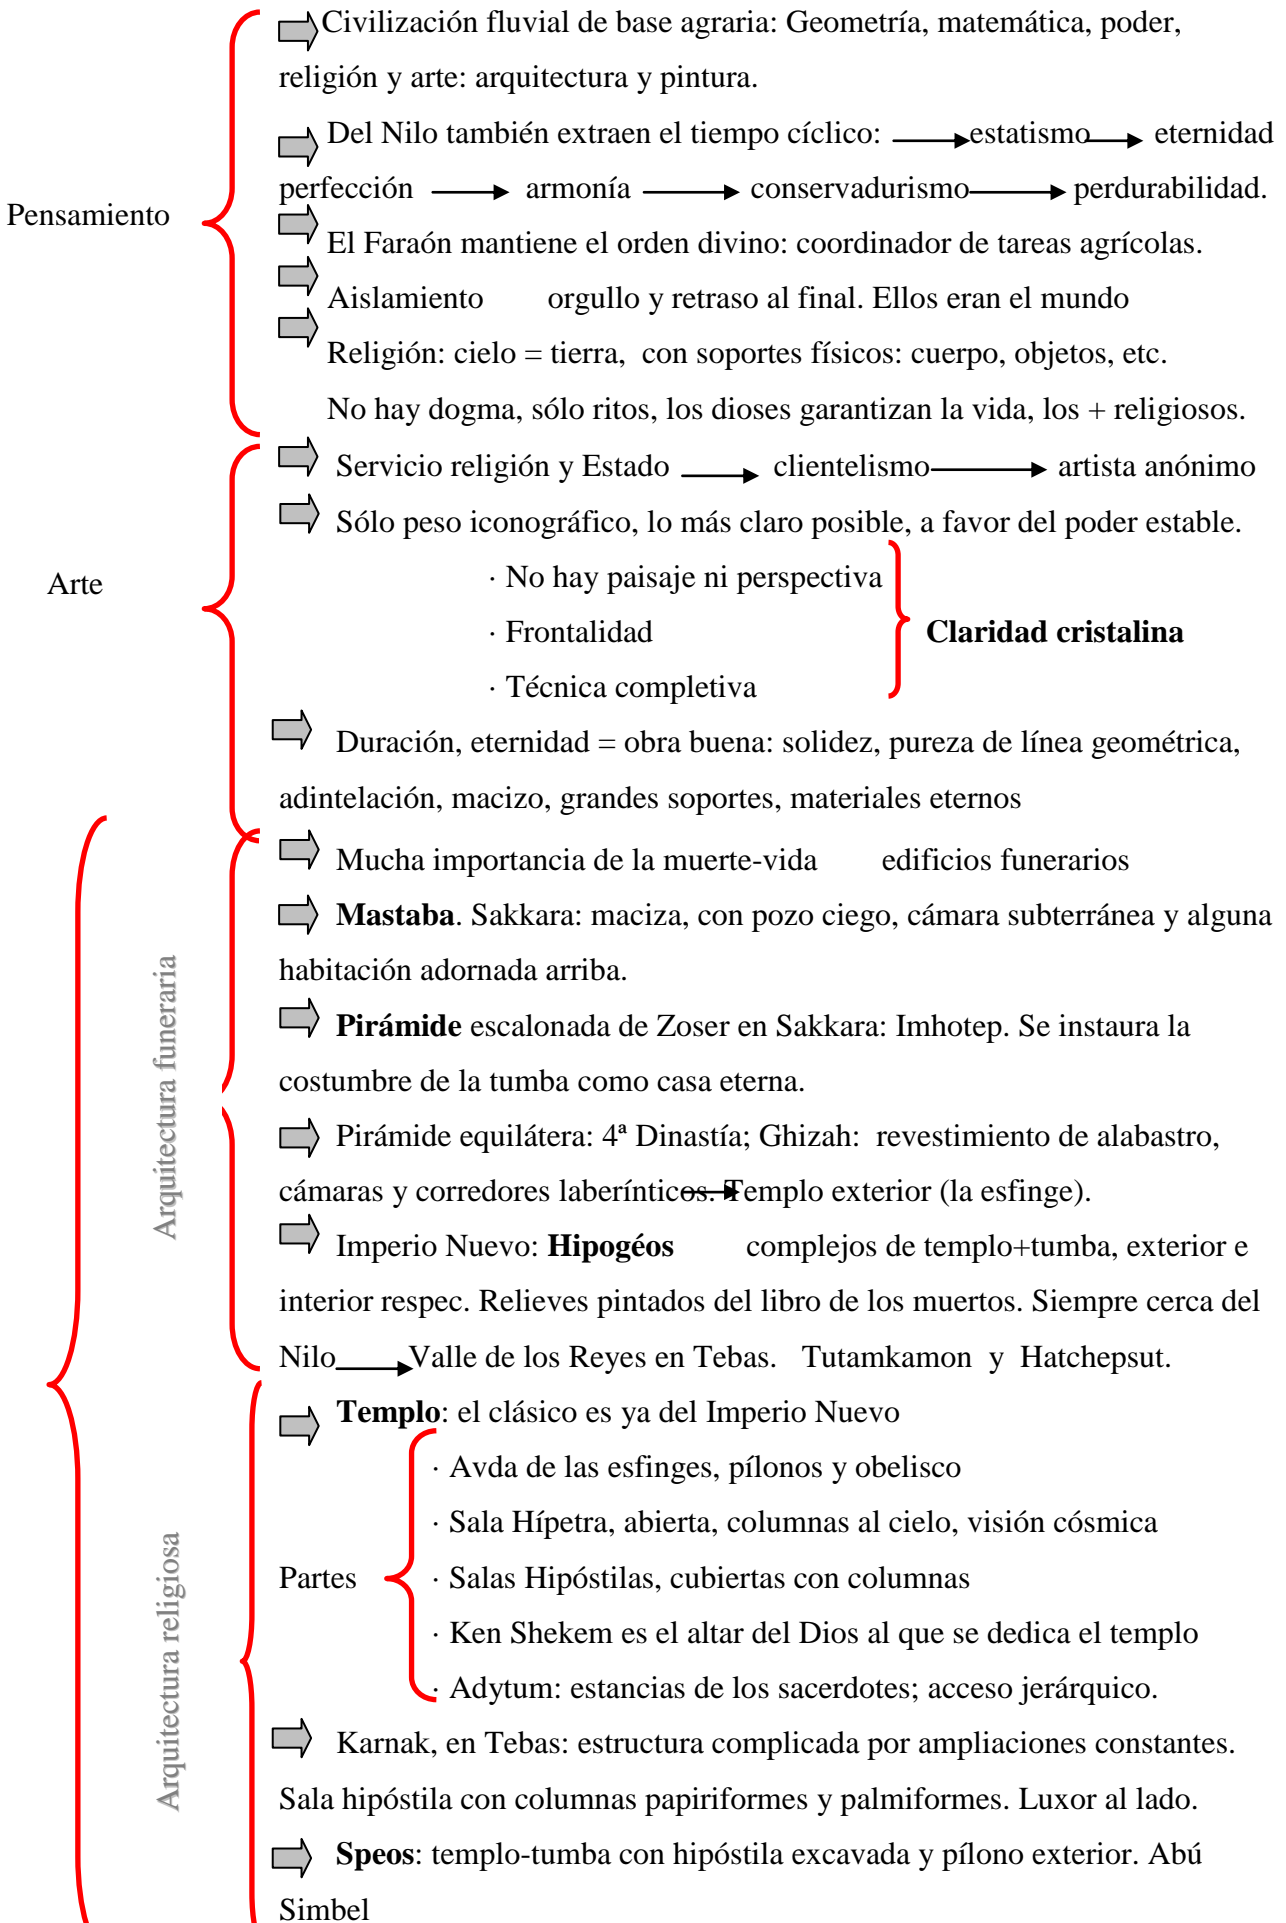 Civilización fluvial de base agraria: Geometría, matemática, poder,
religión y arte: arquitectura y pintura.
Del Nilo también extraen el tiempo cíclico: estatismo eternidad
perfección armonía conservadurismo perdurabilidad.
Pensamiento
El Faraón mantiene el orden divino: coordinador de tareas agrícolas.
Aislamiento orgullo y retraso al final. Ellos eran el mundo
Religión: cielo = tierra, con soportes físicos: cuerpo, objetos, etc.
No hay dogma, sólo ritos, los dioses garantizan la vida, los + religiosos.
Servicio religión y Estado clientelismo artista anónimo
Sólo peso iconográfico, lo más claro posible, a favor del poder estable.
Arte
· No hay paisaje ni perspectiva
· Frontalidad
Claridad cristalina
· Técnica completiva
Duración, eternidad = obra buena: solidez, pureza de línea geométrica,
adintelación, macizo, grandes soportes, materiales eternos
Arquitectura funeraria
Mucha importancia de la muerte-vida edificios funerarios
Mastaba. Sakkara: maciza, con pozo ciego, cámara subterránea y alguna
habitación adornada arriba.
Pirámide escalonada de Zoser en Sakkara: Imhotep. Se instaura la
costumbre de la tumba como casa eterna.
Pirámide equilátera: 4ª Dinastía; Ghizah: revestimiento de alabastro,
cámaras y corredores laberínticos. Templo exterior (la esfinge).
Imperio Nuevo: Hipogéos complejos de templo+tumba, exterior e
interior respec. Relieves pintados del libro de los muertos. Siempre cerca del
Nilo Valle de los Reyes en Tebas. Tutamkamon y Hatchepsut.
Arquitectura religiosa
Templo: el clásico es ya del Imperio Nuevo
Partes
· Avda de las esfinges, pílonos y obelisco
· Sala Hípetra, abierta, columnas al cielo, visión cósmica
· Salas Hipóstilas, cubiertas con columnas
· Ken Shekem es el altar del Dios al que se dedica el templo
· Adytum: estancias de los sacerdotes; acceso jerárquico.
Karnak, en Tebas: estructura complicada por ampliaciones constantes.
Sala hipóstila con columnas papiriformes y palmiformes. Luxor al lado.
Speos: templo-tumba con hipóstila excavada y pílono exterior. Abú
Simbel